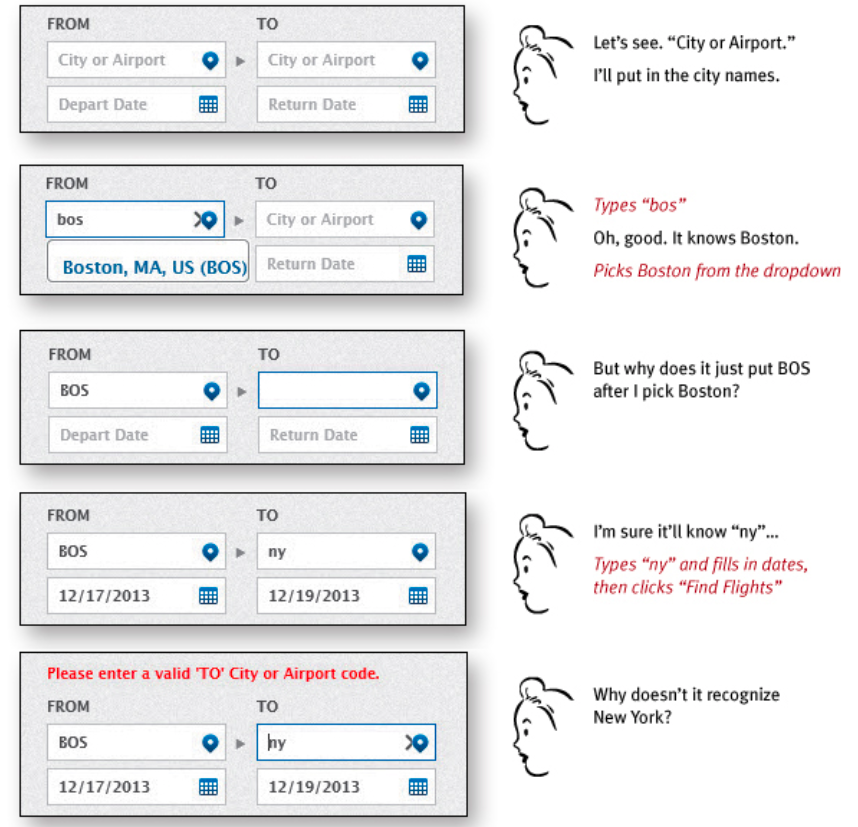 FROM TO
City or Airport City or Airport
Depart Date Return Date
Let's see. “City or Airport.”
I'll put in the city names.
FROM TO
bos City or Airport
Boston, MA, US (BOS) Return Date
Types “bos”
Oh, good. It knows Boston.
Picks Boston from the dropdown
FROM TO
BOS
Depart Date Return Date
But why does it just put BOS
after I pick Boston?
FROM TO
BOS ny
12/17/2013 12/19/2013
I'm sure it'll know “ny”...
Types “ny” and fills in dates,
then clicks “Find Flights”
Please enter a valid 'TO' City or Airport code.
FROM TO
BOS ny
12/17/2013 12/19/2013
Why doesn't it recognize
New York?